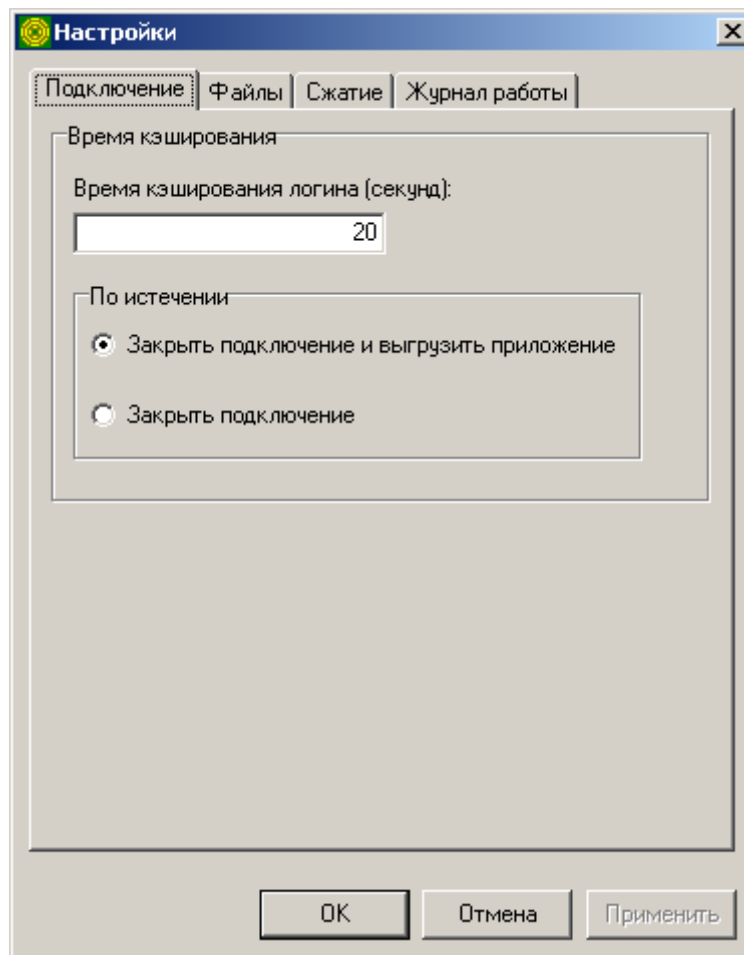 Настройки
Подключение Файлы Сжатие Журнал работы
Время кэширования
Время кэширования логина (секунд):
20
По истечении
Закрыть подключение и выгрузить приложение
Закрыть подключение
OK Отмена Применить